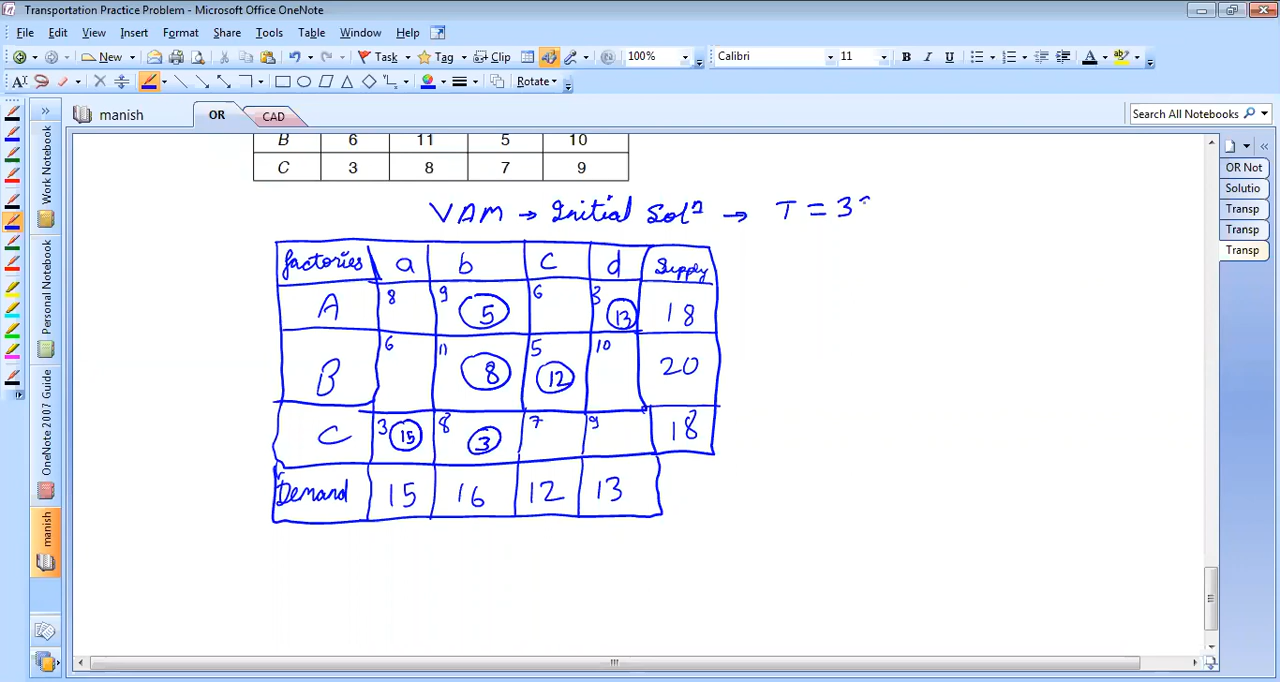 Transportation Practice Problem - Microsoft Office OneNote
File Edit View Insert Format Share Tools Table Window Help
New Task Tag Clip 100% Calibri 11 B I U A ab
A Rotate
manish OR CAD Search All Notebooks
B 6 11 5 10
C 3 8 7 9
VAM → Initial Solⁿ → T = 3
factories a b c d Supply
A 8 9 5 6 3 13 18
B 6 11 8 5 12 10 20
C 3 15 8 3 7 9 18
Demand 15 16 12 13
Work Notebook
Personal Notebook
OneNote 2007 Guide
manish
OR Not
Solutio
Transp
Transp
Transp